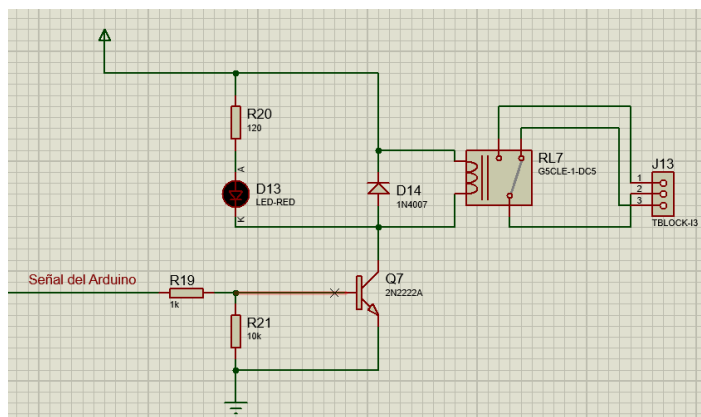 R20
120
A
D13
LED-RED
K
D14
1N4007
RL7
G5CLE-1-DC5
J13
1
2
3
TBLOCK-I3
Señal del Arduino
R19
1k
Q7
2N2222A
R21
10k